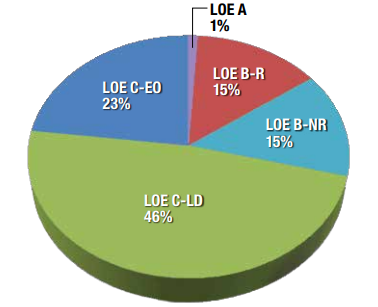 LOE A
1%
LOE B-R
15%
LOE C-EO
23%
LOE B-NR
15%
LOE C-LD
46%